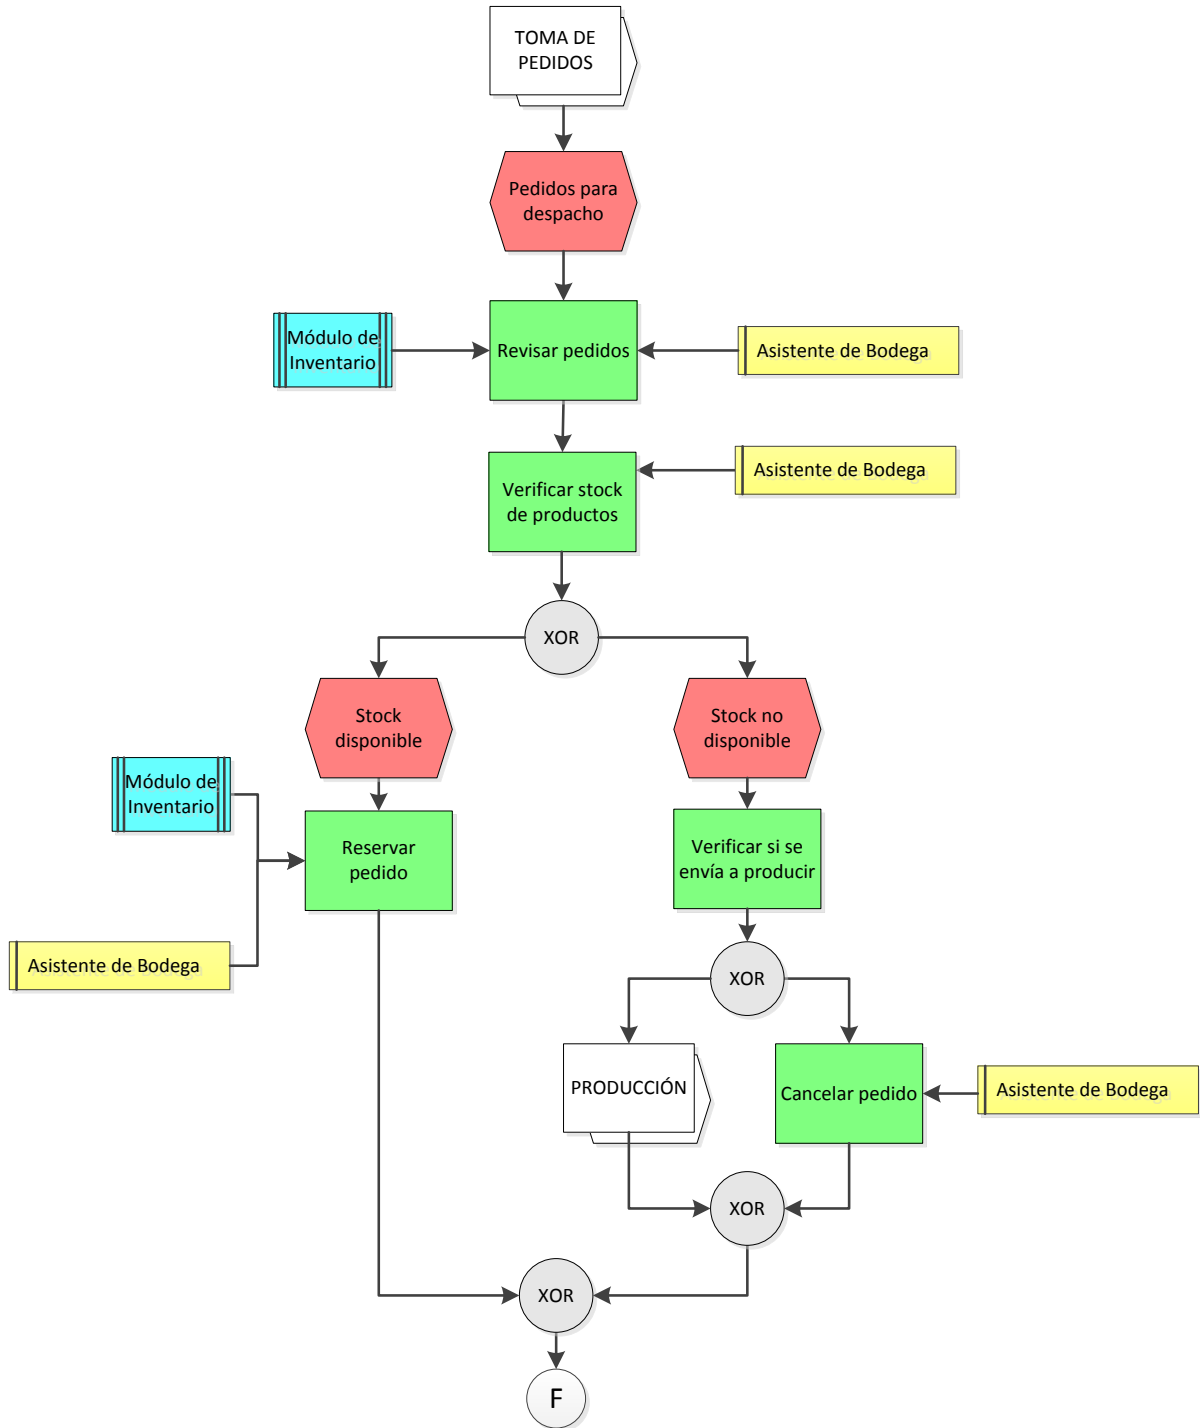 TOMA DE
PEDIDOS
Pedidos para
despacho
Módulo de
Inventario
Revisar pedidos
Asistente de Bodega
Verificar stock
de productos
Asistente de Bodega
XOR
Stock
disponible
Stock no
disponible
Módulo de
Inventario
Reservar
pedido
Verificar si se
envía a producir
Asistente de Bodega
XOR
PRODUCCIÓN
Cancelar pedido
Asistente de Bodega
XOR
XOR
F